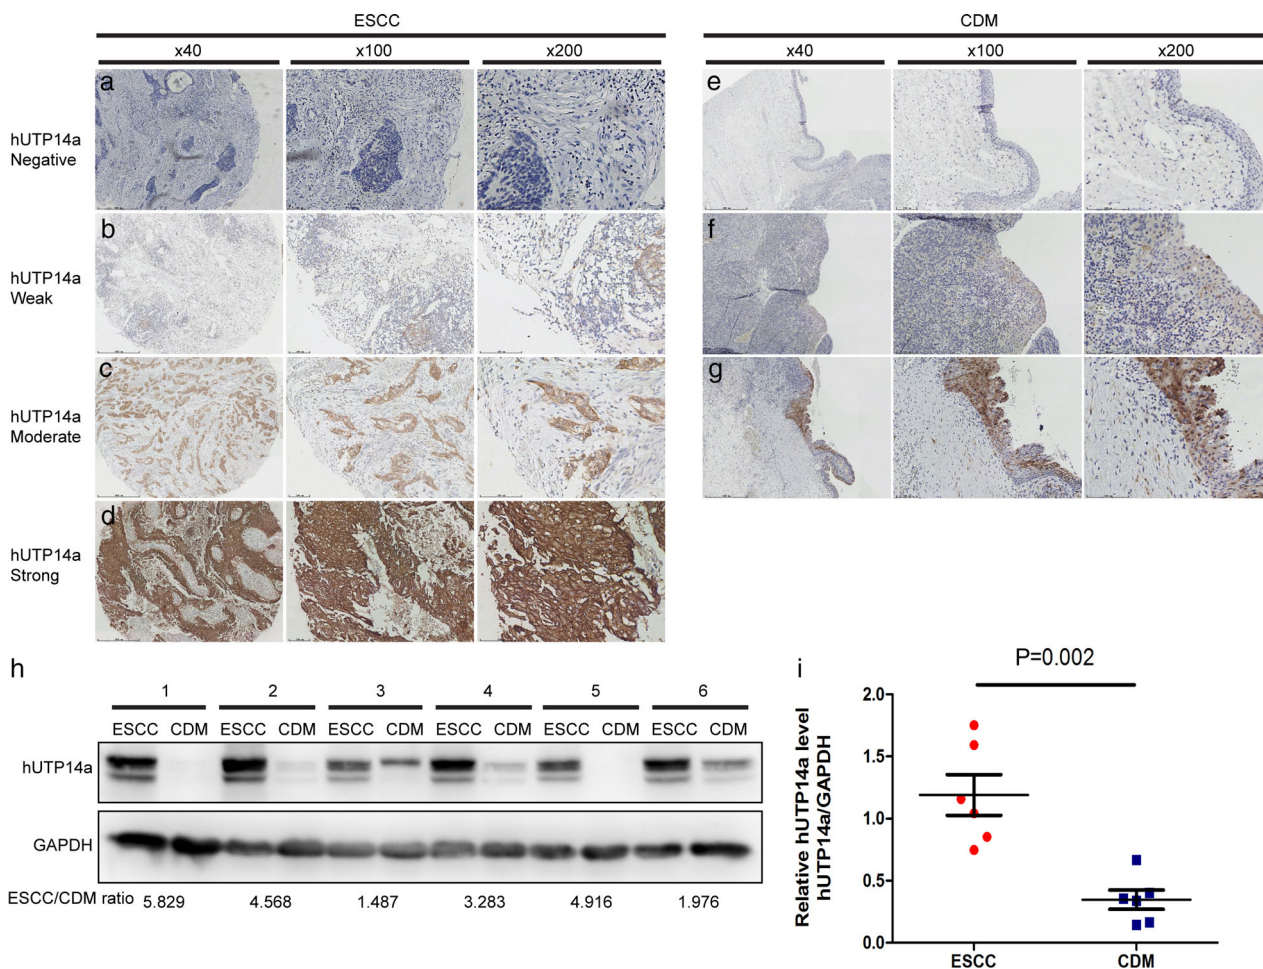 ESCC
CDM
x40
x100
x200
x40
x100
x200
hUTP14a
Negative
a
e
hUTP14a
Weak
b
f
hUTP14a
Moderate
c
g
hUTP14a
Strong
d
h
1 2 3 4 5 6
ESCC CDM ESCC CDM ESCC CDM ESCC CDM ESCC CDM ESCC CDM
hUTP14a
GAPDH
ESCC/CDM ratio 5.829 4.568 1.487 3.283 4.916 1.976
i
P=0.002
Relative hUTP14a level
hUTP14a/GAPDH
2.0
1.5
1.0
0.5
0.0
ESCC CDM